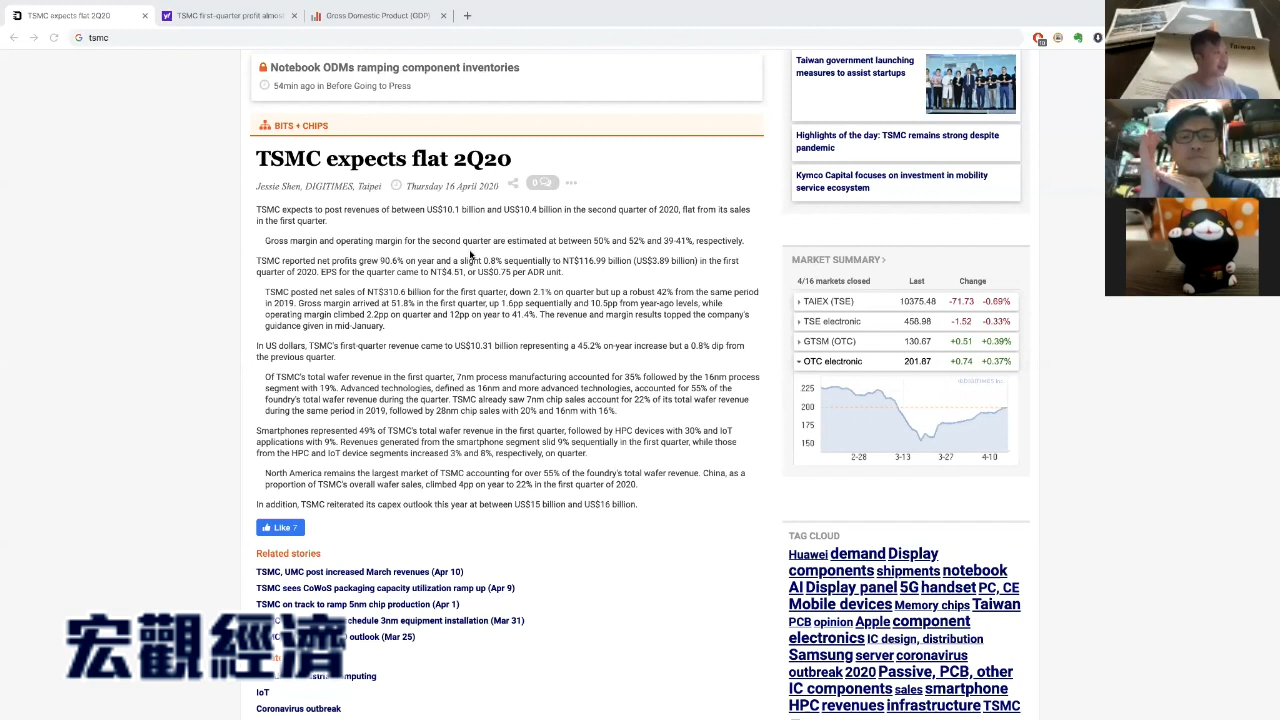 TSMC expects flat 2Q20
TSMC first-quarter profit almost
Gross Domestic Product (GDP)
tsmc
Notebook ODMs ramping component inventories
54min ago in Before Going to Press
BITS + CHIPS
TSMC expects flat 2Q20
Jessie Shen, DIGITIMES, Taipei
Thursday 16 April 2020
0
TSMC expects to post revenues of between US$10.1 billion and US$10.4 billion in the second quarter of 2020, flat from its sales
in the first quarter.
Gross margin and operating margin for the second quarter are estimated at between 50% and 52% and 39-41%, respectively.
TSMC reported net profits grew 90.6% on year and a slight 0.8% sequentially to NT$116.99 billion (US$3.89 billion) in the first
quarter of 2020. EPS for the quarter came to NT$4.51, or US$0.75 per ADR unit.
TSMC posted net sales of NT$310.6 billion for the first quarter, down 2.1% on quarter but up a robust 42% from the same period
in 2019. Gross margin arrived at 51.8% in the first quarter, up 1.6pp sequentially and 10.5pp from year-ago levels, while
operating margin climbed 2.2pp on quarter and 12pp on year to 41.4%. The revenue and margin results topped the company's
guidance given in mid-January.
In US dollars, TSMC's first-quarter revenue came to US$10.31 billion representing a 45.2% on-year increase but a 0.8% dip from
the previous quarter.
Of TSMC's total wafer revenue in the first quarter, 7nm process manufacturing accounted for 35% followed by the 16nm process
segment with 19%. Advanced technologies, defined as 16nm and more advanced technologies, accounted for 55% of the
foundry's total wafer revenue during the quarter. TSMC already saw 7nm chip sales account for 22% of its total wafer revenue
during the same period in 2019, followed by 28nm chip sales with 20% and 16nm with 16%.
Smartphones represented 49% of TSMC's total wafer revenue in the first quarter, followed by HPC devices with 30% and IoT
applications with 9%. Revenues generated from the smartphone segment slid 9% sequentially in the first quarter, while those
from the HPC and IoT device segments increased 3% and 8%, respectively, on quarter.
North America remains the largest market of TSMC accounting for over 55% of the foundry's total wafer revenue. China, as a
proportion of TSMC's overall wafer sales, climbed 4pp on year to 22% in the first quarter of 2020.
In addition, TSMC reiterated its capex outlook this year at between US$15 billion and US$16 billion.
Like 7
Related stories
TSMC, UMC post increased March revenues (Apr 10)
TSMC sees CoWoS packaging capacity utilization ramp up (Apr 9)
TSMC on track to ramp 5nm chip production (Apr 1)
schedule 3nm equipment installation (Mar 31)
outlook (Mar 25)
computing
IoT
Coronavirus outbreak
宏觀經濟
Taiwan government launching
measures to assist startups
Highlights of the day: TSMC remains strong despite
pandemic
Kymco Capital focuses on investment in mobility
service ecosystem
MARKET SUMMARY
4/16 markets closed Last Change
TAIEX (TSE) 10375.48 -71.73 -0.69%
TSE electronic 458.98 -1.52 -0.33%
GTSM (OTC) 130.67 +0.51 +0.39%
OTC electronic 201.87 +0.74 +0.37%
©DIGITIMES Inc
225
200
175
150
2-28 3-13 3-27 4-10
TAG CLOUD
Huawei demand Display
components shipments notebook
AI Display panel 5G handset PC, CE
Mobile devices Memory chips Taiwan
PCB opinion Apple component
electronics IC design, distribution
Samsung server coronavirus
outbreak 2020 Passive, PCB, other
IC components sales smartphone
HPC revenues infrastructure TSMC
Taiwan